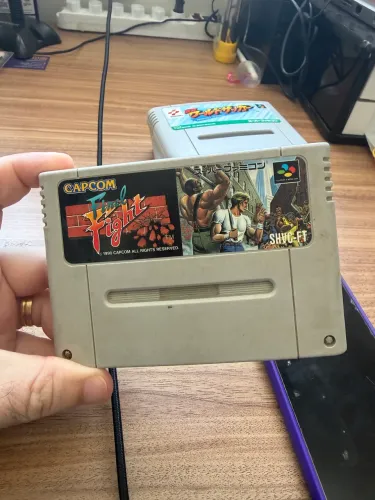 CAPCOM
Final
Fight
© 1990 CAPCOM ALL RIGHTS RESERVED.
スーパーファミコン
SHVC-FT